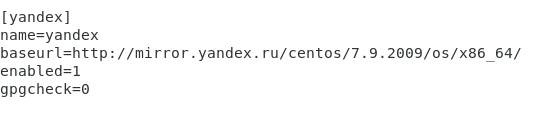 [yandex]
name=yandex
baseurl=http://mirror.yandex.ru/centos/7.9.2009/os/x86_64/
enabled=1
gpgcheck=0